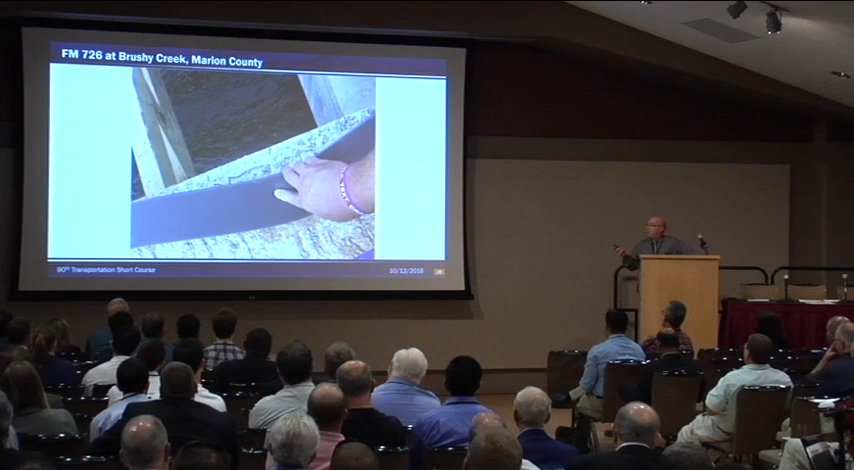 FM 726 at Brushy Creek, Marion County
90th Transportation Short Course
10/12/2016